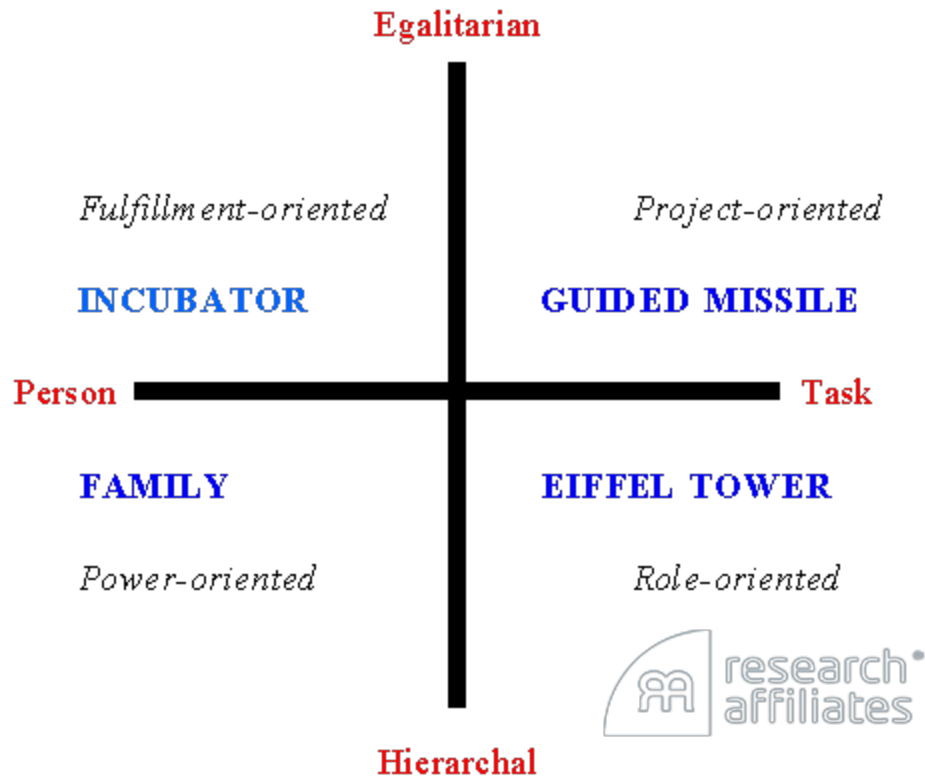 Egalitarian
Fulfillment-oriented Project-oriented
INCUBATOR GUIDED MISSILE
Person Task
FAMILY EIFFEL TOWER
Power-oriented Role-oriented
research
affiliates
Hierarchal